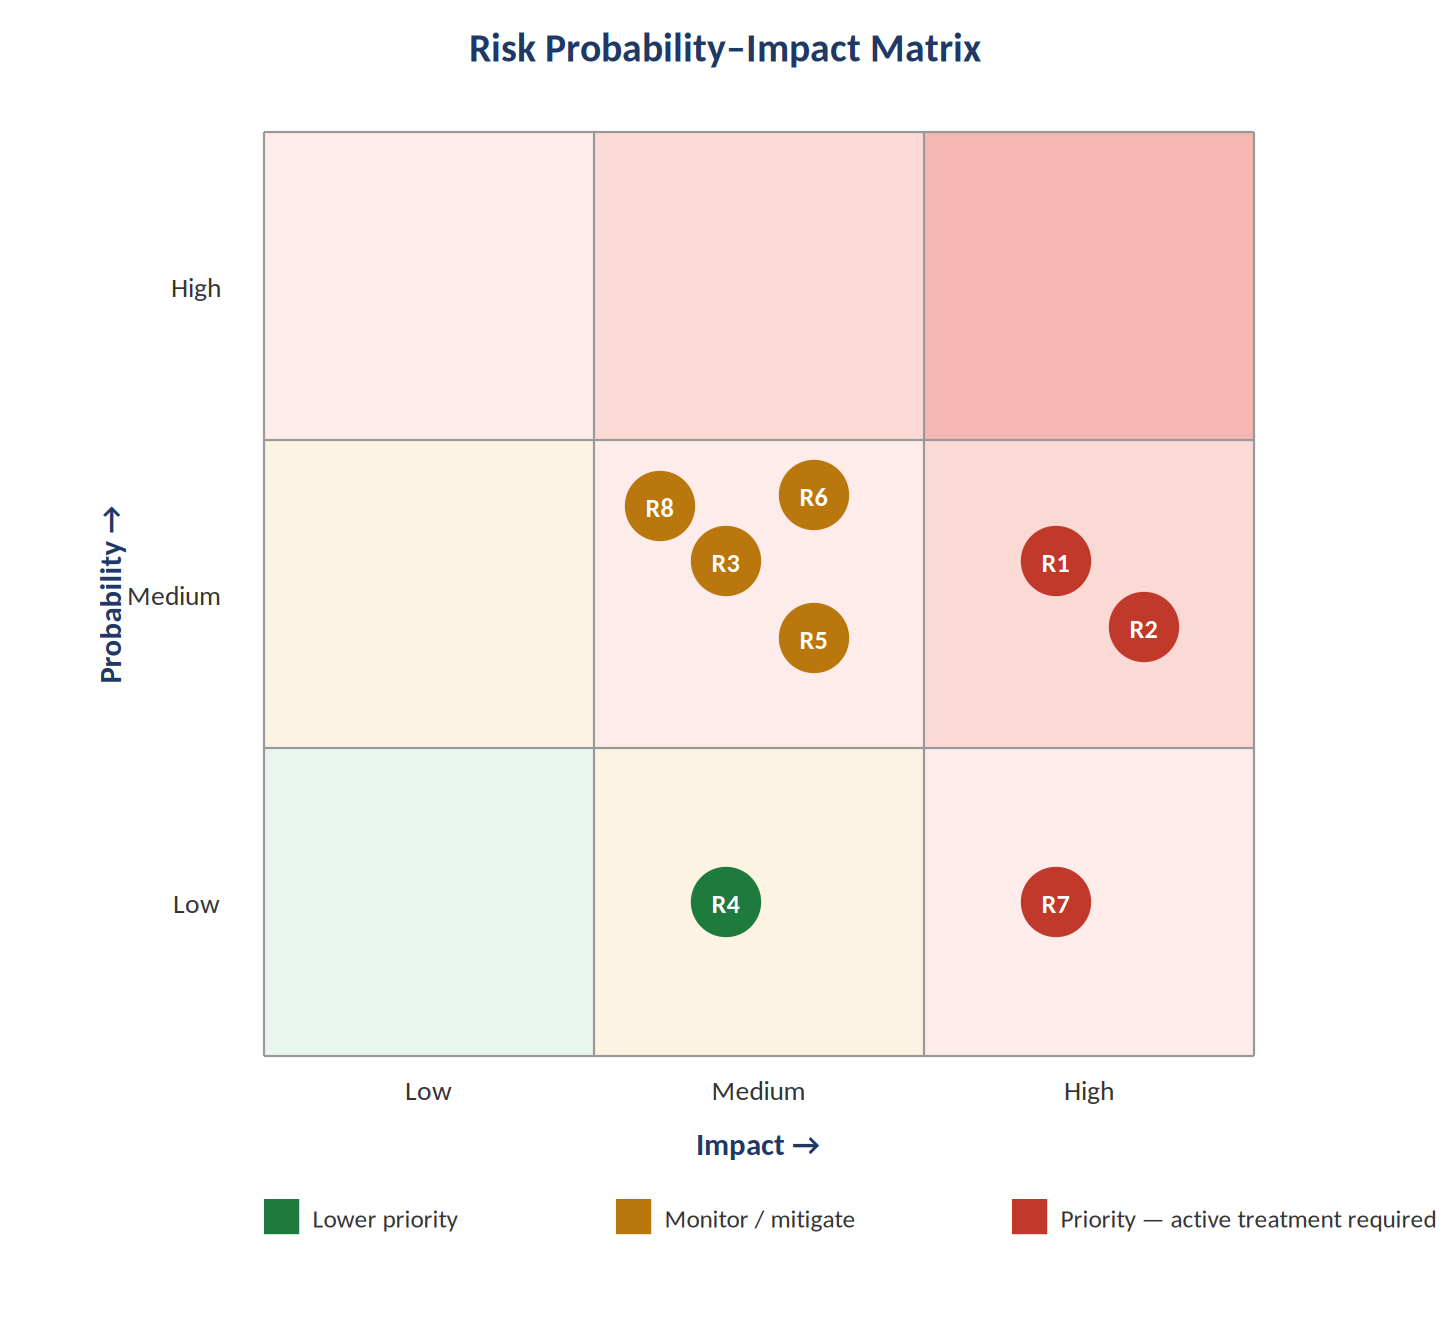 Risk Probability–Impact Matrix
High
R8
R6
R3
R1
Probability →
Medium
R2
R5
Low
R4
R7
Low
Medium
High
Impact →
Lower priority
Monitor / mitigate
Priority — active treatment required